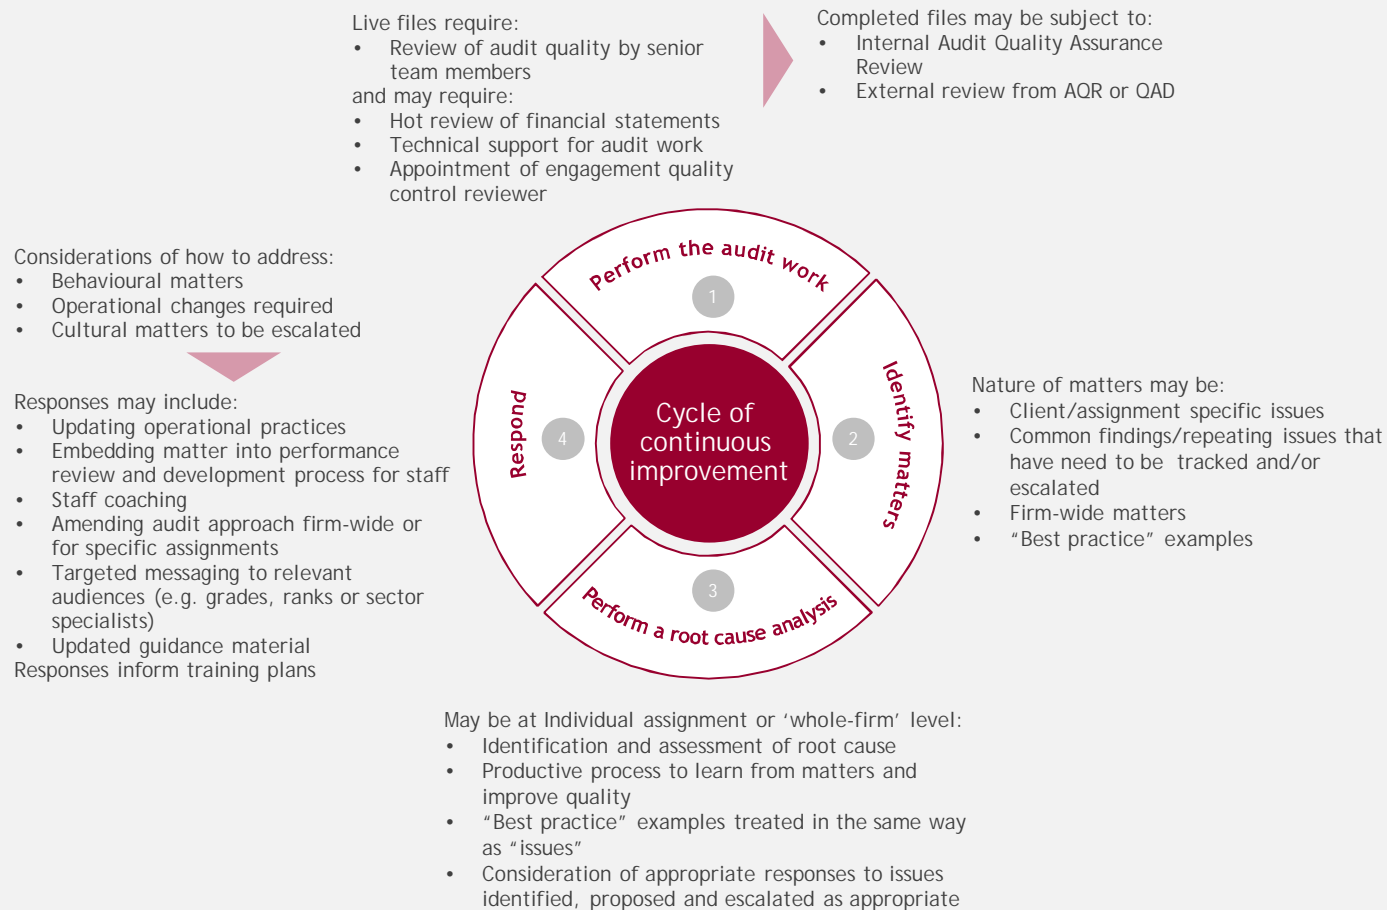 Live files require:
• Review of audit quality by senior
team members
and may require:
• Hot review of financial statements
• Technical support for audit work
• Appointment of engagement quality
control reviewer
Completed files may be subject to:
• Internal Audit Quality Assurance
Review
• External review from AQR or QAD
Perform the audit work
1
Identify matters
2
Perform a root cause analysis
3
Respond
4
Cycle of
continuous
improvement
Nature of matters may be:
• Client/assignment specific issues
• Common findings/repeating issues that
have need to be tracked and/or
escalated
• Firm-wide matters
• “Best practice” examples
May be at Individual assignment or ‘whole-firm’ level:
• Identification and assessment of root cause
• Productive process to learn from matters and
improve quality
• “Best practice” examples treated in the same way
as “issues”
• Consideration of appropriate responses to issues
identified, proposed and escalated as appropriate
Considerations of how to address:
• Behavioural matters
• Operational changes required
• Cultural matters to be escalated
Responses may include:
• Updating operational practices
• Embedding matter into performance
review and development process for staff
• Staff coaching
• Amending audit approach firm-wide or
for specific assignments
• Targeted messaging to relevant
audiences (e.g. grades, ranks or sector
specialists)
• Updated guidance material
Responses inform training plans